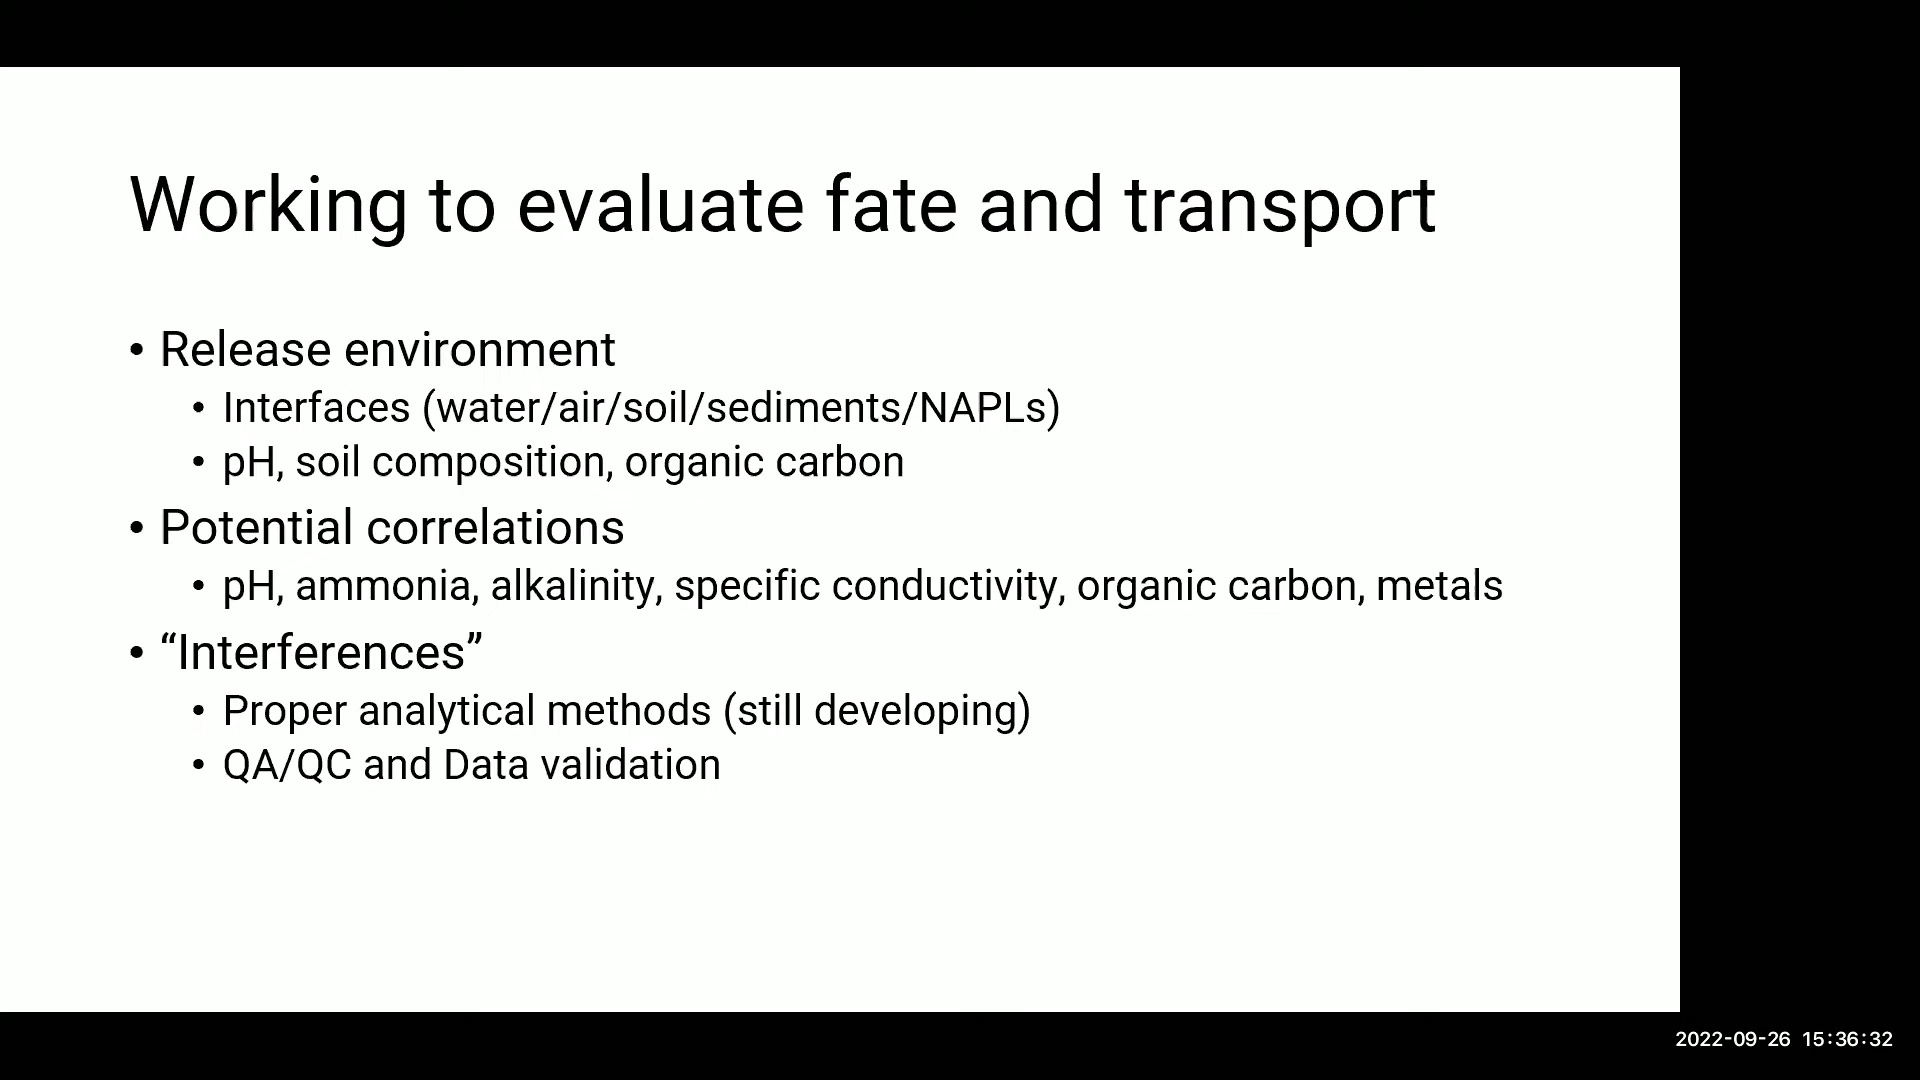 Working to evaluate fate and transport
• Release environment
• Interfaces (water/air/soil/sediments/NAPLs)
• pH, soil composition, organic carbon
• Potential correlations
• pH, ammonia, alkalinity, specific conductivity, organic carbon, metals
• “Interferences”
• Proper analytical methods (still developing)
• QA/QC and Data validation
2022-09-26 15:36:32